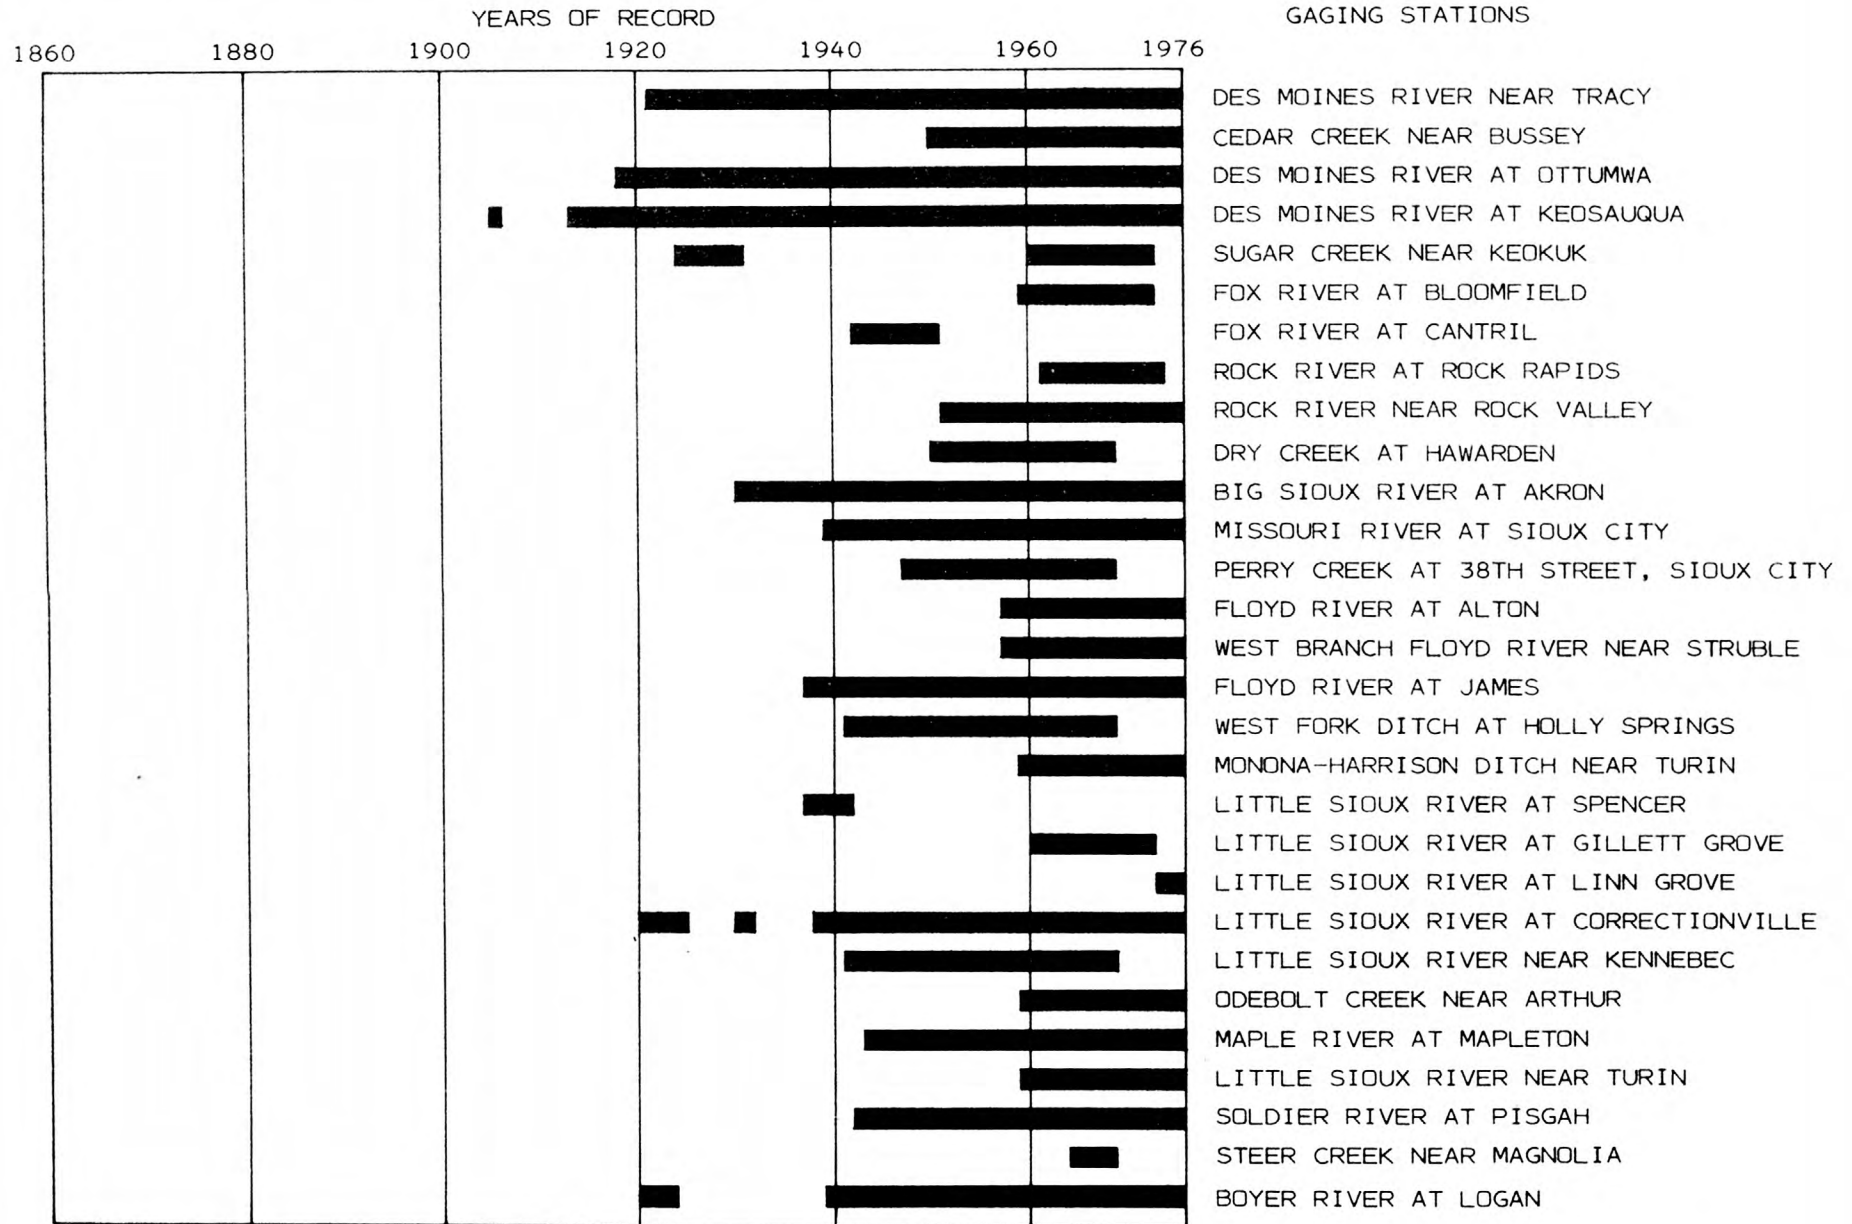 YEARS OF RECORD GAGING STATIONS
1860 1880 1900 1920 1940 1960 1976
DES MOINES RIVER NEAR TRACY
CEDAR CREEK NEAR BUSSEY
DES MOINES RIVER AT OTTUMWA
DES MOINES RIVER AT KEOSAUQUA
SUGAR CREEK NEAR KEOKUK
FOX RIVER AT BLOOMFIELD
FOX RIVER AT CANTRIL
ROCK RIVER AT ROCK RAPIDS
ROCK RIVER NEAR ROCK VALLEY
DRY CREEK AT HAWARDEN
BIG SIOUX RIVER AT AKRON
MISSOURI RIVER AT SIOUX CITY
PERRY CREEK AT 38TH STREET, SIOUX CITY
FLOYD RIVER AT ALTON
WEST BRANCH FLOYD RIVER NEAR STRUBLE
FLOYD RIVER AT JAMES
WEST FORK DITCH AT HOLLY SPRINGS
MONONA-HARRISON DITCH NEAR TURIN
LITTLE SIOUX RIVER AT SPENCER
LITTLE SIOUX RIVER AT GILLETT GROVE
LITTLE SIOUX RIVER AT LINN GROVE
LITTLE SIOUX RIVER AT CORRECTIONVILLE
LITTLE SIOUX RIVER NEAR KENNEBEC
ODEBOLT CREEK NEAR ARTHUR
MAPLE RIVER AT MAPLETON
LITTLE SIOUX RIVER NEAR TURIN
SOLDIER RIVER AT PISGAH
STEER CREEK NEAR MAGNOLIA
BOYER RIVER AT LOGAN